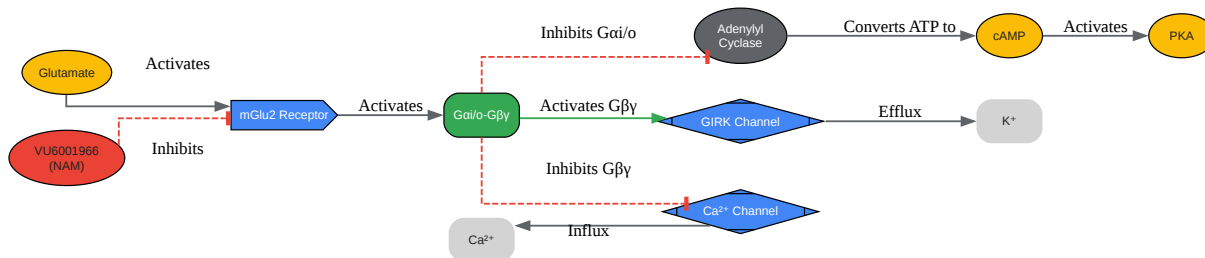 Glutamate
Activates
VU6001966
(NAM)
Inhibits
mGlu2 Receptor
Activates
Gαi/o-Gβγ
Inhibits Gαi/o
Adenylyl
Cyclase
Converts ATP to
cAMP
Activates
PKA
Activates Gβγ
GIRK Channel
Efflux
K⁺
Inhibits Gβγ
Ca²⁺ Channel
Influx
Ca²⁺